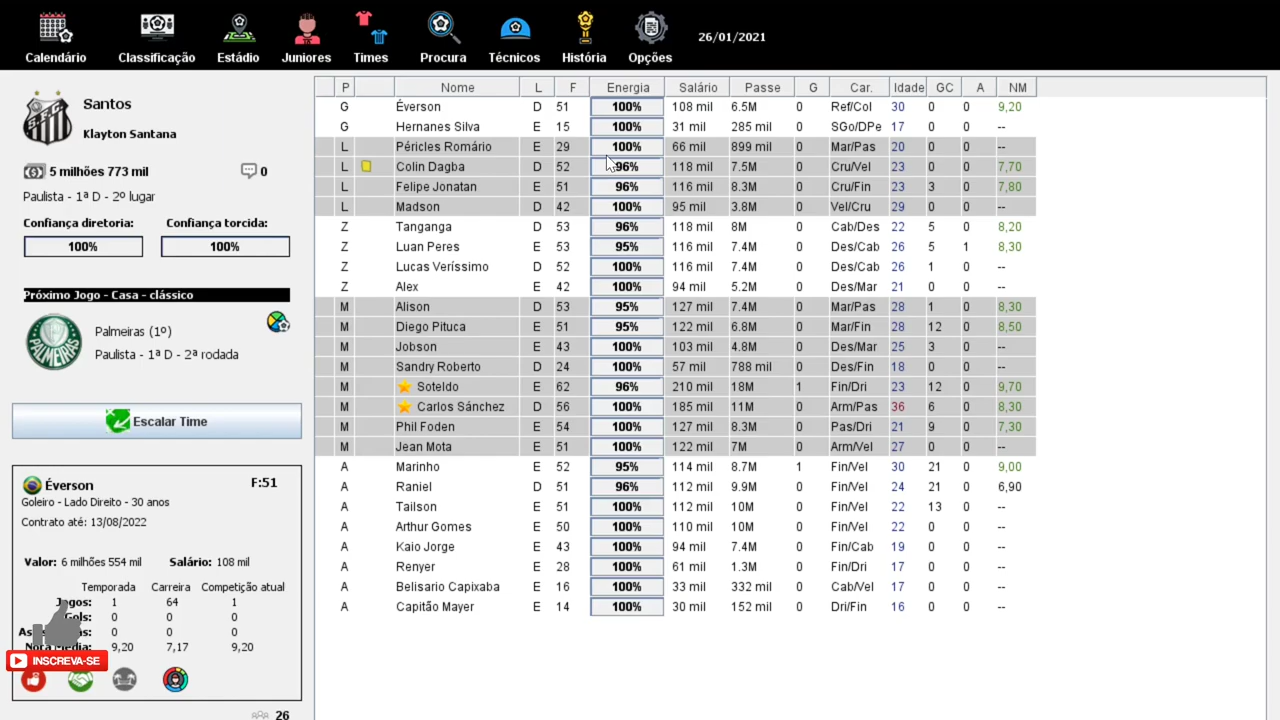 Calendário Classificação Estádio Juniores Times Procura Técnicos História Opções 26/01/2021
Santos
Klayton Santana
5 milhões 773 mil 0
Paulista - 1ª D - 2º lugar
Confiança diretoria: Confiança torcida:
100% 100%
Próximo Jogo - Casa - clássico
Palmeiras (1º)
Paulista - 1ª D - 2ª rodada
Escalar Time
Éverson F:51
Goleiro - Lado Direito - 30 anos
Contrato até: 13/08/2022
Valor: 6 milhões 554 mil Salário: 108 mil
Temporada Carreira Competição atual
Jogos: 1 64 1
Gols: 0 0 0
0 0 0
Nota Média: 9,20 7,17 9,20
INSCREVA-SE
26
P Nome L F Energia Salário Passe G Car. Idade GC A NM
G Éverson D 51 100% 108 mil 6.5M 0 Ref/Col 30 0 0 9,20
G Hernanes Silva E 15 100% 31 mil 285 mil 0 SGo/DPe 17 0 0 --
L Péricles Romário E 29 100% 66 mil 899 mil 0 Mar/Pas 20 0 0 --
L Colin Dagba D 52 96% 118 mil 7.5M 0 Cru/Vel 23 0 0 7,70
L Felipe Jonatan E 51 96% 116 mil 8.3M 0 Cru/Fin 23 3 0 7,80
L Madson D 42 100% 95 mil 3.8M 0 Vel/Cru 29 0 0 --
Z Tanganga D 53 96% 118 mil 8M 0 Cab/Des 22 5 0 8,20
Z Luan Peres E 53 95% 116 mil 7.4M 0 Des/Cab 26 5 1 8,30
Z Lucas Veríssimo D 52 100% 116 mil 7.4M 0 Des/Cab 26 1 0 --
Z Alex E 42 100% 94 mil 5.2M 0 Des/Mar 21 0 0 --
M Alison D 53 95% 127 mil 7.4M 0 Mar/Pas 28 1 0 8,30
M Diego Pituca E 51 95% 122 mil 6.8M 0 Mar/Fin 28 12 0 8,50
M Jobson E 43 100% 103 mil 4.8M 0 Des/Mar 25 3 0 --
M Sandry Roberto D 24 100% 57 mil 788 mil 0 Des/Fin 18 0 0 --
M Soteldo E 62 96% 210 mil 18M 1 Fin/Dri 23 12 0 9,70
M Carlos Sánchez D 56 100% 185 mil 11M 0 Arm/Pas 36 6 0 8,30
M Phil Foden E 54 100% 127 mil 8.3M 0 Pas/Dri 21 9 0 7,30
M Jean Mota E 51 100% 122 mil 7M 0 Arm/Vel 27 0 0 --
A Marinho E 52 95% 114 mil 8.7M 1 Fin/Vel 30 21 0 9,00
A Raniel D 51 96% 112 mil 9.9M 0 Fin/Vel 24 21 0 6,90
A Tailson E 51 100% 112 mil 10M 0 Fin/Vel 22 13 0 --
A Arthur Gomes E 50 100% 110 mil 10M 0 Fin/Vel 22 0 0 --
A Kaio Jorge E 43 100% 94 mil 7.4M 0 Fin/Cab 19 0 0 --
A Renyer E 28 100% 61 mil 1.3M 0 Fin/Dri 17 0 0 --
A Belisario Capixaba E 16 100% 33 mil 332 mil 0 Cab/Vel 17 0 0 --
A Capitão Mayer E 14 100% 30 mil 152 mil 0 Dri/Fin 16 0 0 --